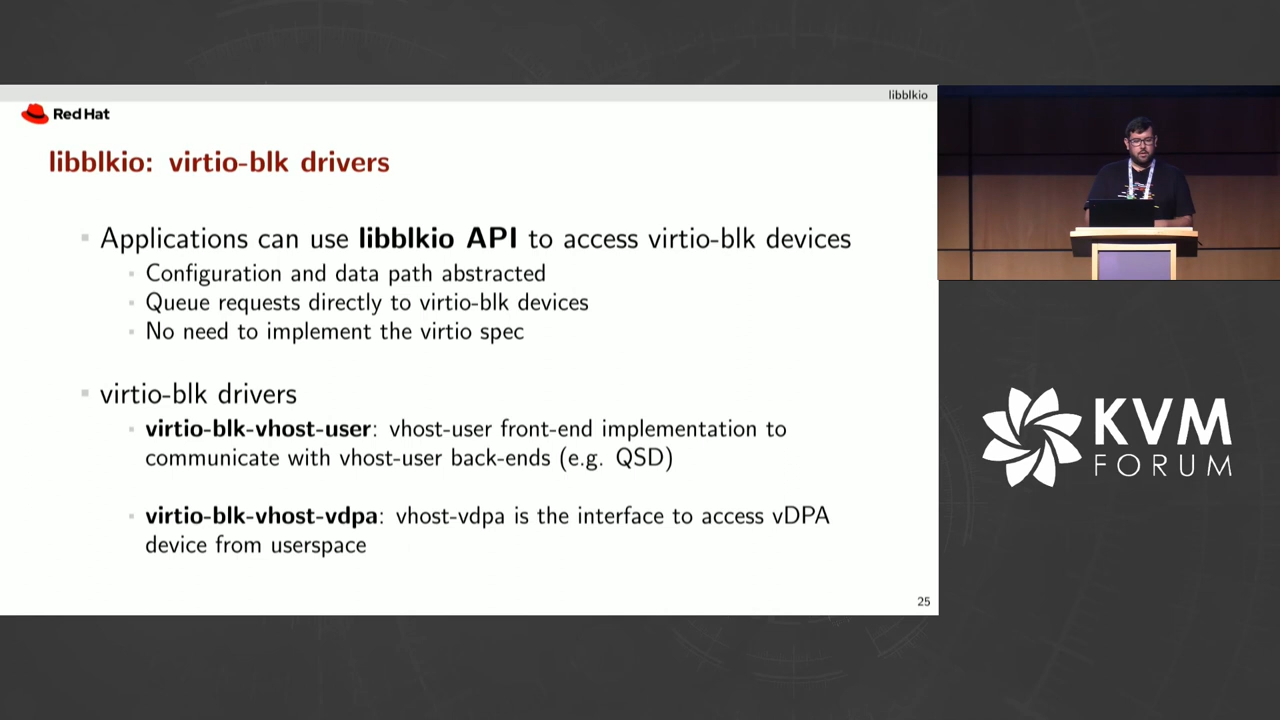 libblkio
Red Hat
libblkio: virtio-blk drivers
Applications can use libblkio API to access virtio-blk devices
Configuration and data path abstracted
Queue requests directly to virtio-blk devices
No need to implement the virtio spec
virtio-blk drivers
virtio-blk-vhost-user: vhost-user front-end implementation to
communicate with vhost-user back-ends (e.g. QSD)
virtio-blk-vhost-vdpa: vhost-vdpa is the interface to access vDPA
device from userspace
25
KVM
FORUM